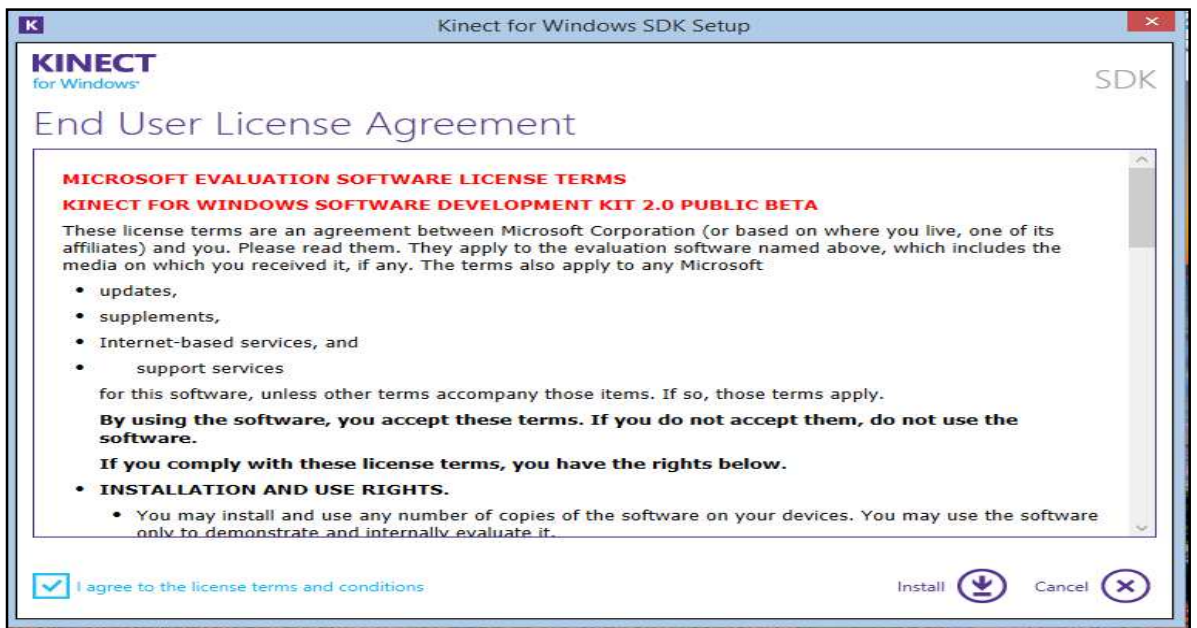 K
Kinect for Windows SDK Setup
KINECT
for Windows
SDK
End User License Agreement
MICROSOFT EVALUATION SOFTWARE LICENSE TERMS
KINECT FOR WINDOWS SOFTWARE DEVELOPMENT KIT 2.0 PUBLIC BETA
These license terms are an agreement between Microsoft Corporation (or based on where you live, one of its
affiliates) and you. Please read them. They apply to the evaluation software named above, which includes the
media on which you received it, if any. The terms also apply to any Microsoft
• updates,
• supplements,
• Internet-based services, and
• support services
for this software, unless other terms accompany those items. If so, those terms apply.
By using the software, you accept these terms. If you do not accept them, do not use the
software.
If you comply with these license terms, you have the rights below.
• INSTALLATION AND USE RIGHTS.
• You may install and use any number of copies of the software on your devices. You may use the software
only to demonstrate and internally evaluate it.
I agree to the license terms and conditions
Install
Cancel